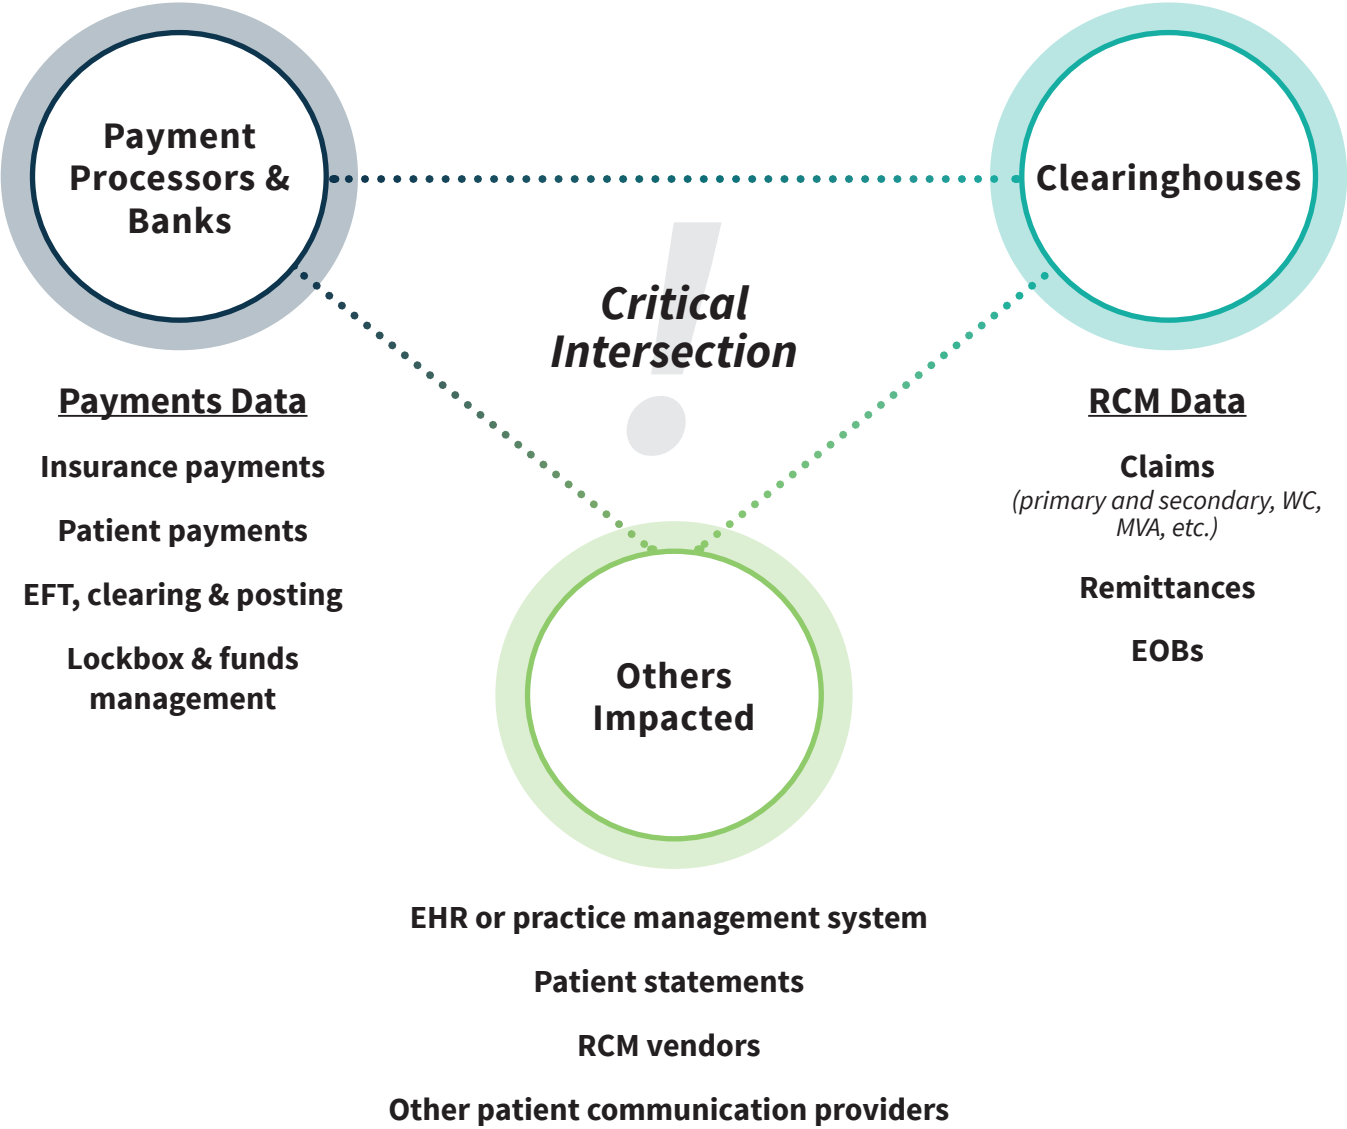 Payment
Processors &
Banks
Clearinghouses
!
Critical
Intersection
Payments Data
Insurance payments
Patient payments
EFT, clearing & posting
Lockbox & funds
management
RCM Data
Claims
(primary and secondary, WC,
MVA, etc.)
Remittances
EOBs
Others
Impacted
EHR or practice management system
Patient statements
RCM vendors
Other patient communication providers